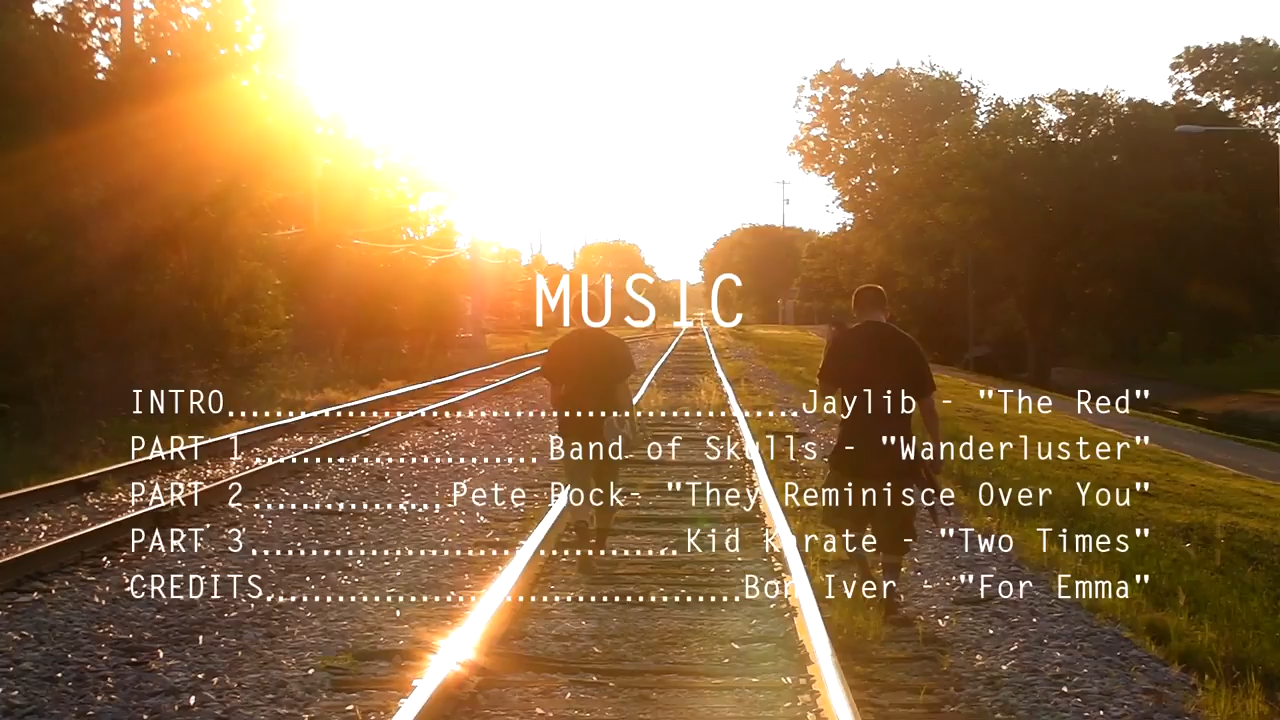 MUSIC
INTRO..............................Jaylib - "The Red"
PART 1...............Band of Skulls - "Wanderluster"
PART 2..........Pete Rock- "They Reminisce Over You"
PART 3......................Kid Karate - "Two Times"
CREDITS.........................Bon Iver - "For Emma"